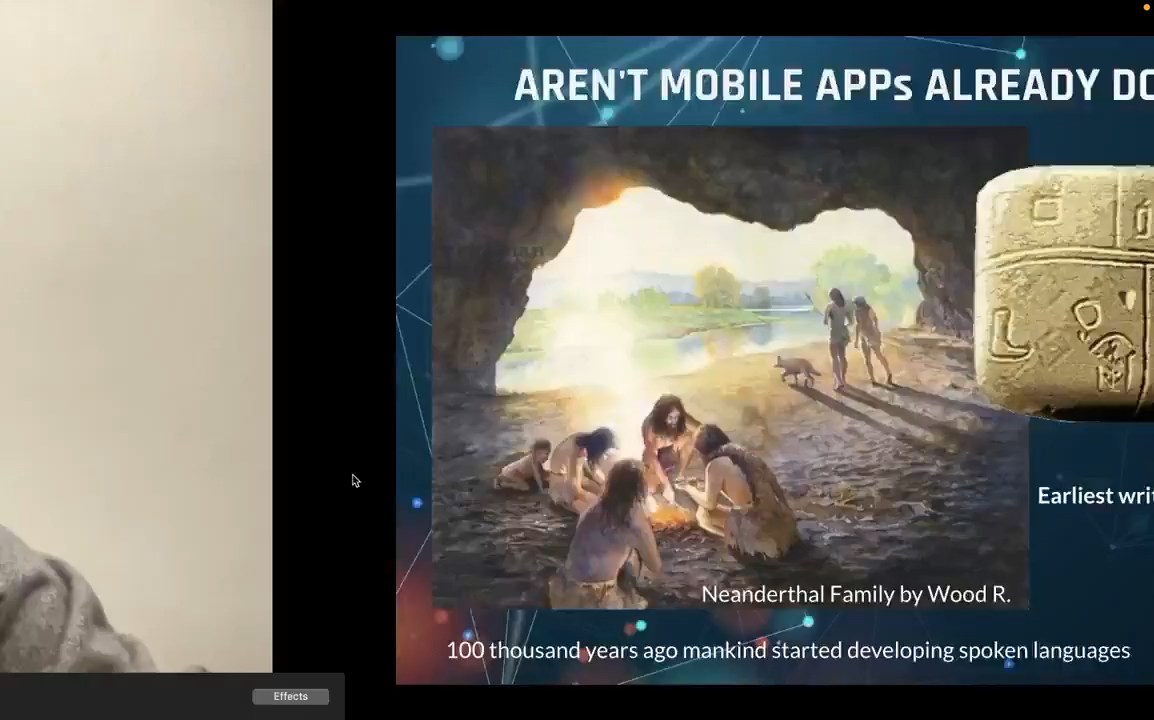 AREN'T MOBILE APPs ALREADY DO
Earliest writ
Neanderthal Family by Wood R.
100 thousand years ago mankind started developing spoken languages
Effects